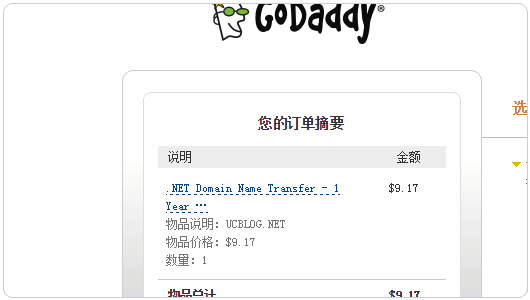 GoDaddy®
您的订单摘要
选
说明 金额
.NET Domain Name Transfer - 1 $9.17
Year …
物品说明：UCBLOG.NET
物品价格：$9.17
数量：1
物品总计 $9.17